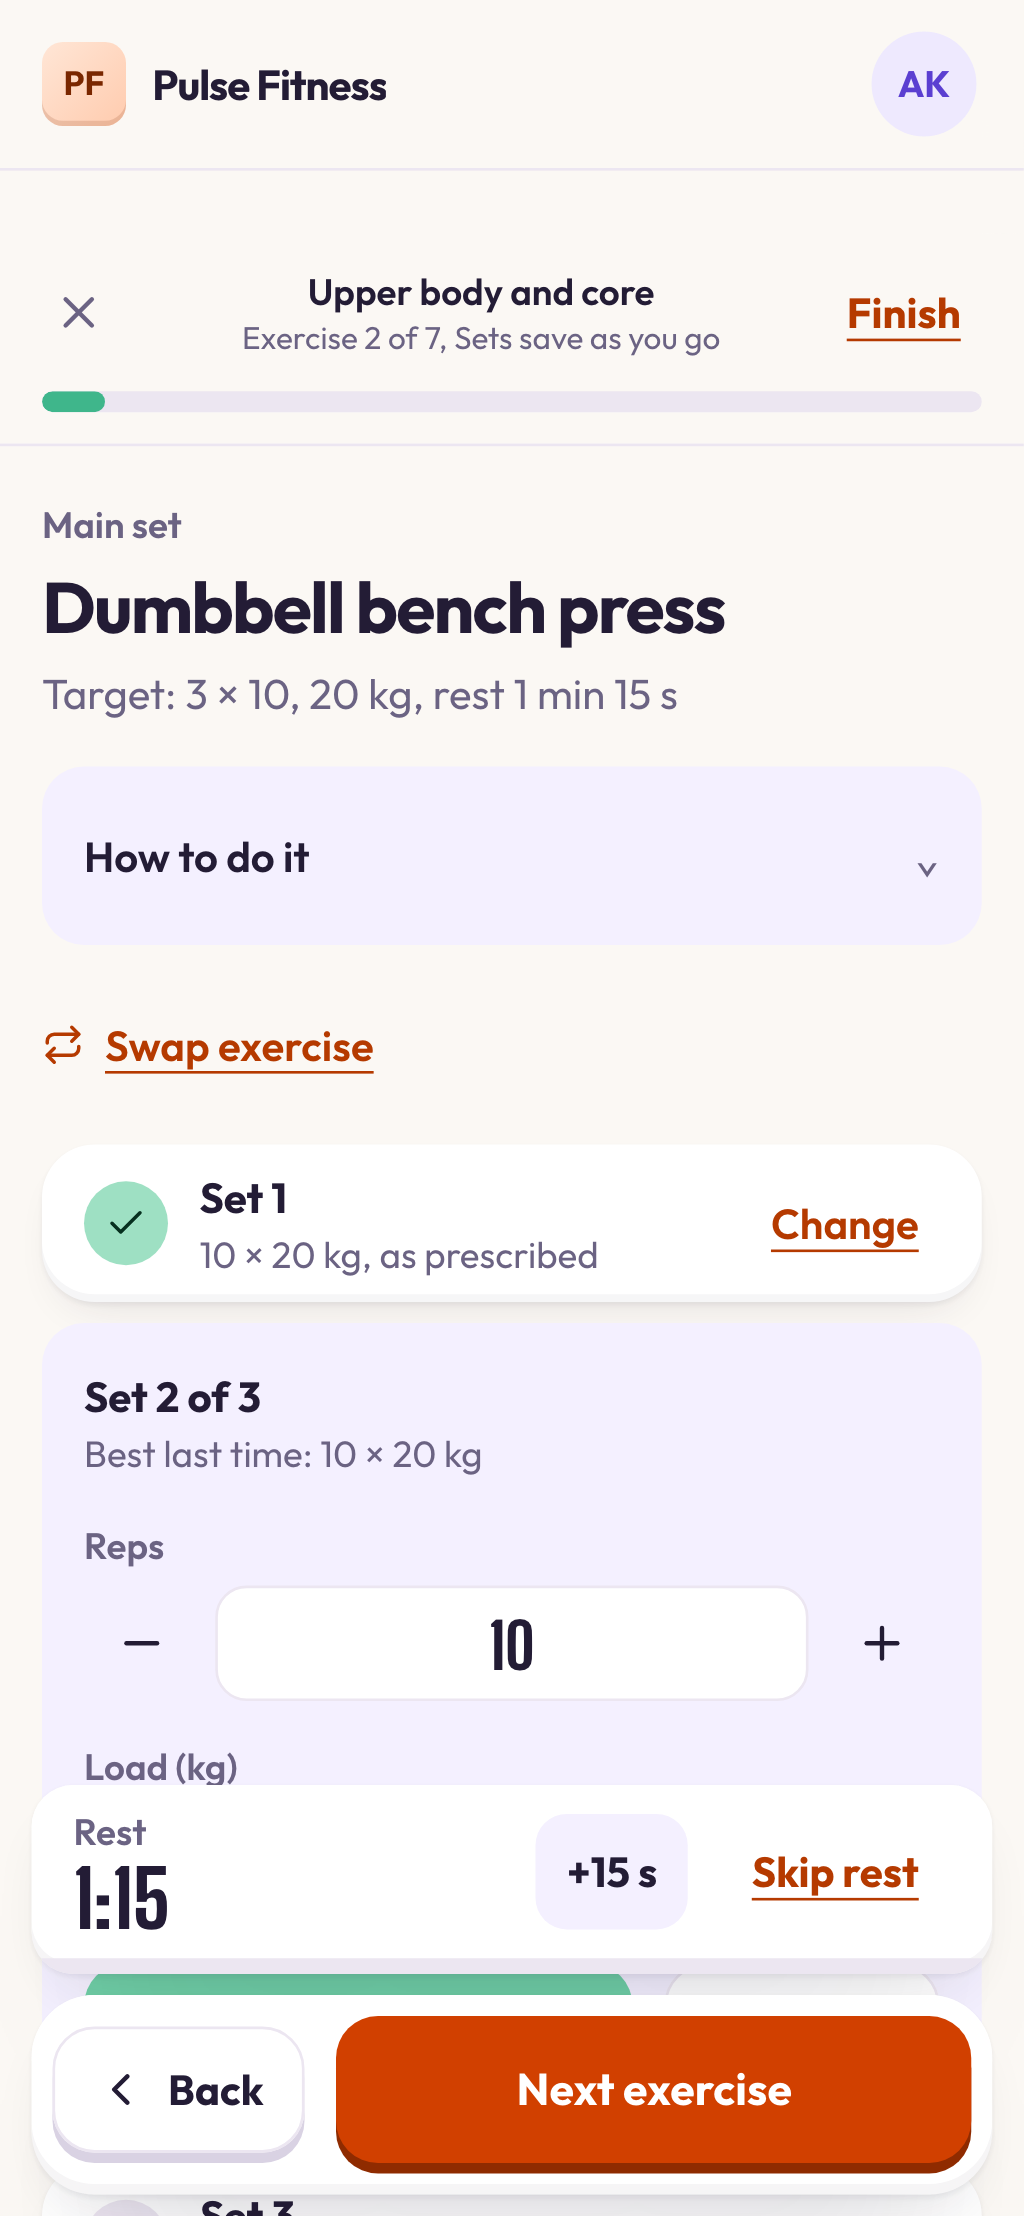 PF
Pulse Fitness
AK
Upper body and core
Exercise 2 of 7, Sets save as you go
Finish
Main set
Dumbbell bench press
Target: 3 × 10, 20 kg, rest 1 min 15 s
How to do it
Swap exercise
Set 1
10 × 20 kg, as prescribed
Change
Set 2 of 3
Best last time: 10 × 20 kg
Reps
10
Load (kg)
Rest
1:15
+15 s
Skip rest
Back
Next exercise
Set 3